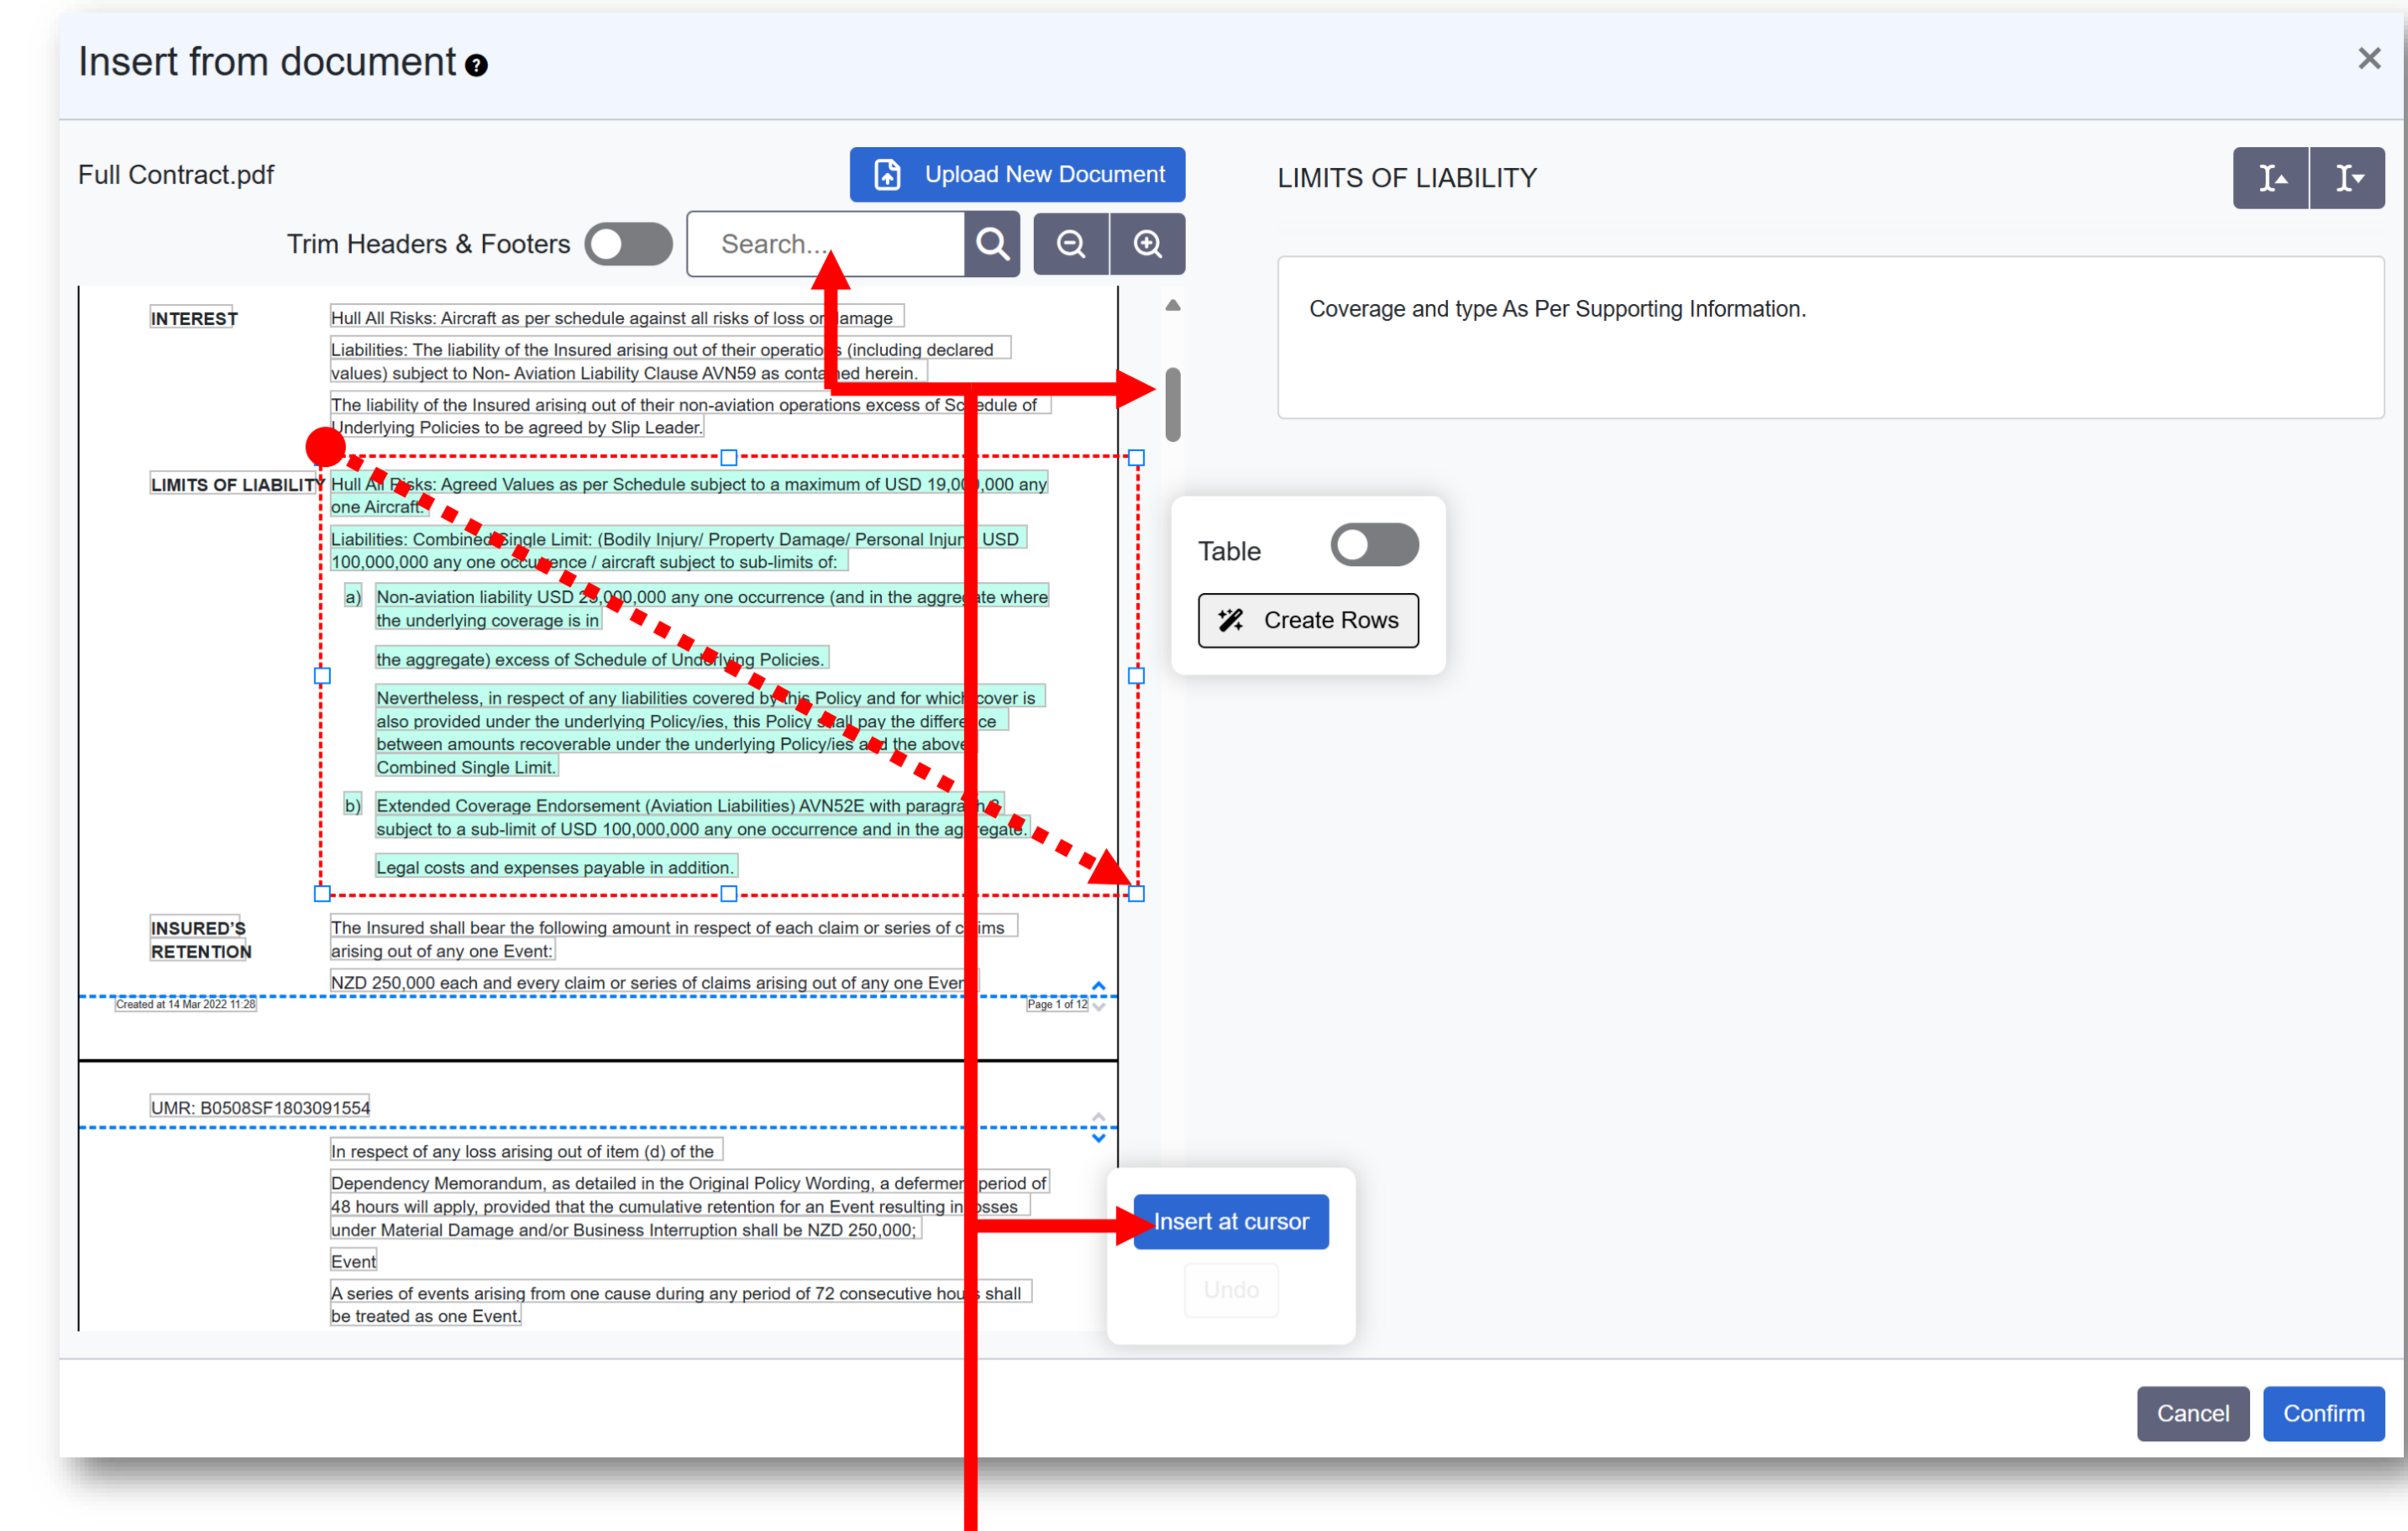 Insert from document
Full Contract.pdf
Upload New Document
Trim Headers & Footers
Search...
INTEREST
Hull All Risks: Aircraft as per schedule against all risks of loss or damage
Liabilities: The liability of the Insured arising out of their operations (including declared
values) subject to Non- Aviation Liability Clause AVN59 as contained herein.
The liability of the Insured arising out of their non-aviation operations excess of Schedule of
Underlying Policies to be agreed by Slip Leader.
LIMITS OF LIABILITY
Hull All Risks: Agreed Values as per Schedule subject to a maximum of USD 19,000,000 any
one Aircraft.
Liabilities: Combined Single Limit: (Bodily Injury/ Property Damage/ Personal Injury USD
100,000,000 any one occurrence / aircraft subject to sub-limits of:
a) Non-aviation liability USD 25,000,000 any one occurrence (and in the aggregate where
the underlying coverage is in
the aggregate) excess of Schedule of Underlying Policies.
Nevertheless, in respect of any liabilities covered by this Policy and for which cover is
also provided under the underlying Policy/ies, this Policy shall pay the difference
between amounts recoverable under the underlying Policy/ies and the above
Combined Single Limit.
b) Extended Coverage Endorsement (Aviation Liabilities) AVN52E with paragraph
subject to a sub-limit of USD 100,000,000 any one occurrence and in the aggregate.
Legal costs and expenses payable in addition.
INSURED'S
RETENTION
The Insured shall bear the following amount in respect of each claim or series of claims
arising out of any one Event:
NZD 250,000 each and every claim or series of claims arising out of any one Event
Created at 14 Mar 2022 11:28
Page 1 of 12
UMR: B0508SF1803091554
In respect of any loss arising out of item (d) of the
Dependency Memorandum, as detailed in the Original Policy Wording, a deferment period of
48 hours will apply, provided that the cumulative retention for an Event resulting in losses
under Material Damage and/or Business Interruption shall be NZD 250,000;
Event
A series of events arising from one cause during any period of 72 consecutive hours shall
be treated as one Event.
LIMITS OF LIABILITY
Coverage and type As Per Supporting Information.
Table
Create Rows
Insert at cursor
Undo
Cancel
Confirm